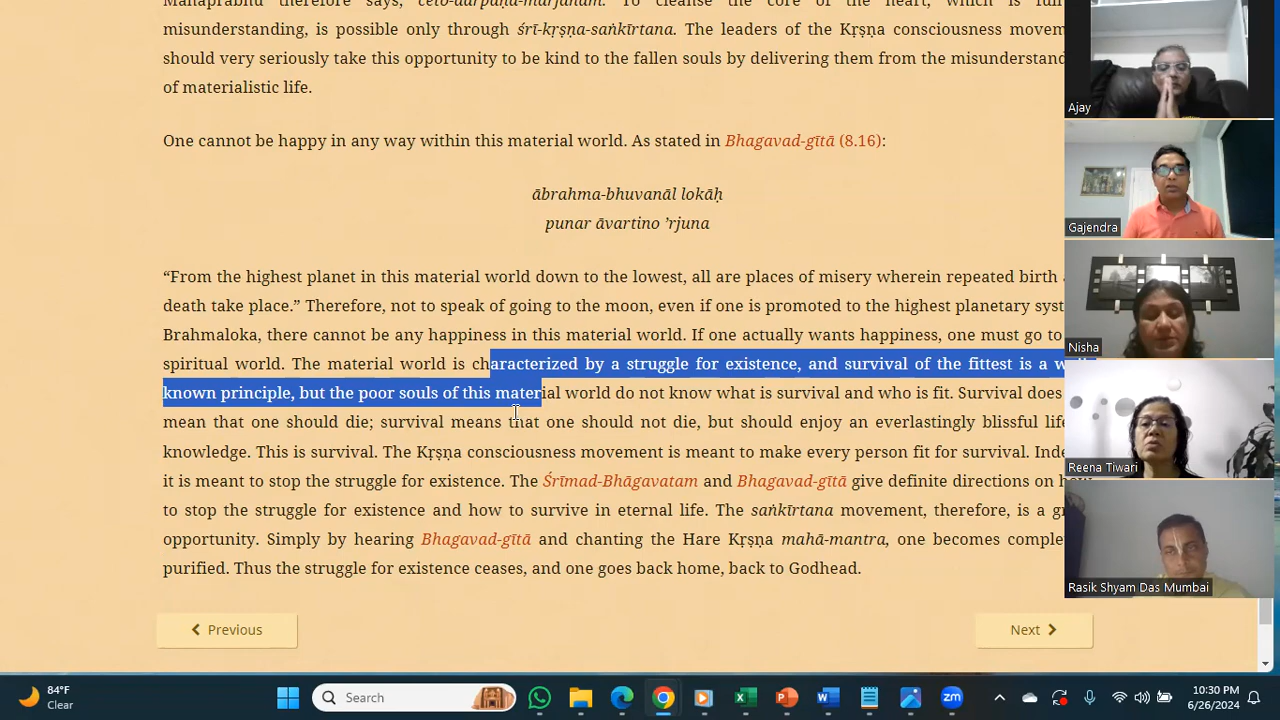 Mahaprabhu therefore says, ceto-darpaṇa-mārjanam. To cleanse the core of the heart, which is full
misunderstanding, is possible only through śrī-kṛṣṇa-saṅkīrtana. The leaders of the Kṛṣṇa consciousness movem
should very seriously take this opportunity to be kind to the fallen souls by delivering them from the misunderstand
of materialistic life.
One cannot be happy in any way within this material world. As stated in Bhagavad-gītā (8.16):
ābrahma-bhuvanāl lokāḥ
punar āvartino ’rjuna
“From the highest planet in this material world down to the lowest, all are places of misery wherein repeated birth
death take place.” Therefore, not to speak of going to the moon, even if one is promoted to the highest planetary syst
Brahmaloka, there cannot be any happiness in this material world. If one actually wants happiness, one must go to
spiritual world. The material world is characterized by a struggle for existence, and survival of the fittest is a
known principle, but the poor souls of this material world do not know what is survival and who is fit. Survival does
mean that one should die; survival means that one should not die, but should enjoy an everlastingly blissful life
knowledge. This is survival. The Kṛṣṇa consciousness movement is meant to make every person fit for survival. Inde
it is meant to stop the struggle for existence. The Śrīmad-Bhāgavatam and Bhagavad-gītā give definite directions on
to stop the struggle for existence and how to survive in eternal life. The saṅkīrtana movement, therefore, is a
opportunity. Simply by hearing Bhagavad-gītā and chanting the Hare Kṛṣṇa mahā-mantra, one becomes complet
purified. Thus the struggle for existence ceases, and one goes back home, back to Godhead.
Previous
Next
Ajay
Gajendra
Nisha
Reena Tiwari
Rasik Shyam Das Mumbai
84°F
Clear
Search
zm
10:30 PM
6/26/2024